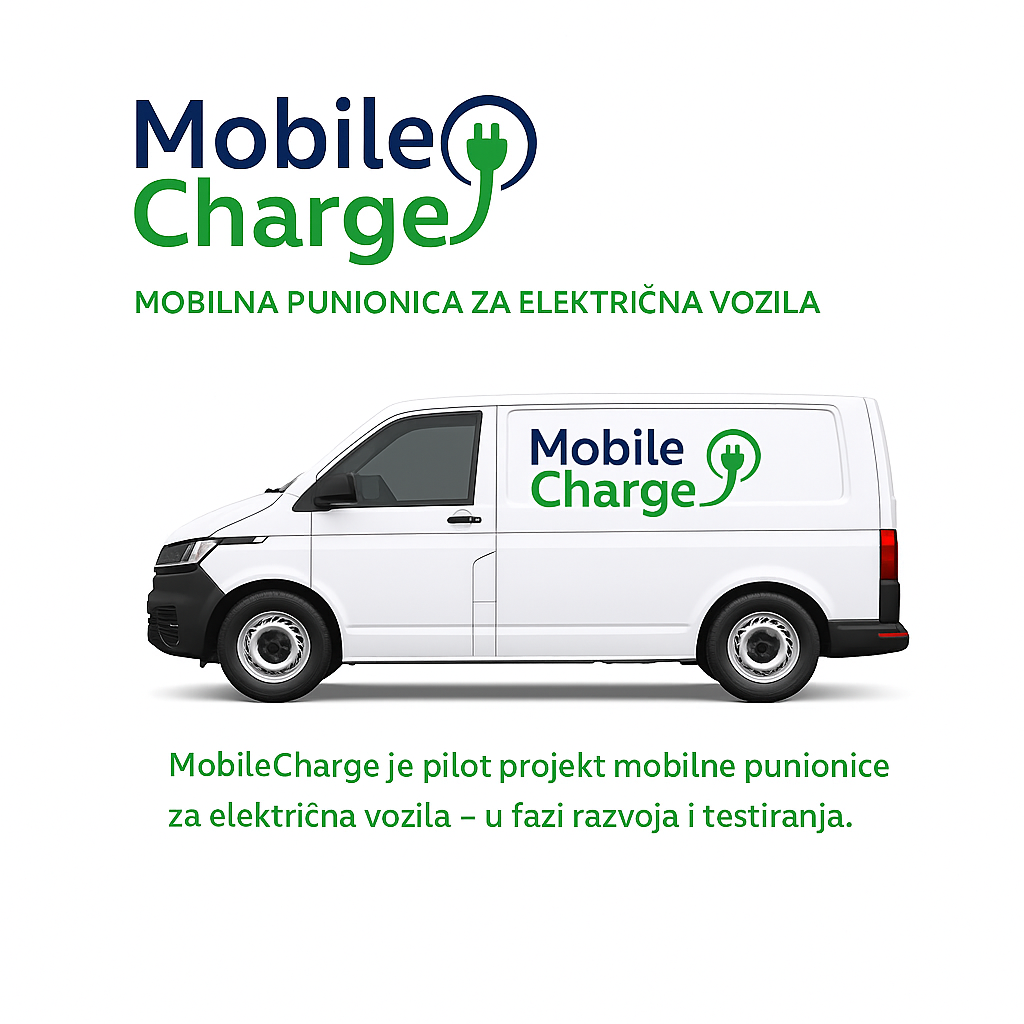 Mobile
Charge
MOBILNA PUNIONICA ZA ELEKTRIČNA VOZILA
Mobile
Charge
MobileCharge je pilot projekt mobilne punionice
za električna vozila – u fazi razvoja i testiranja.